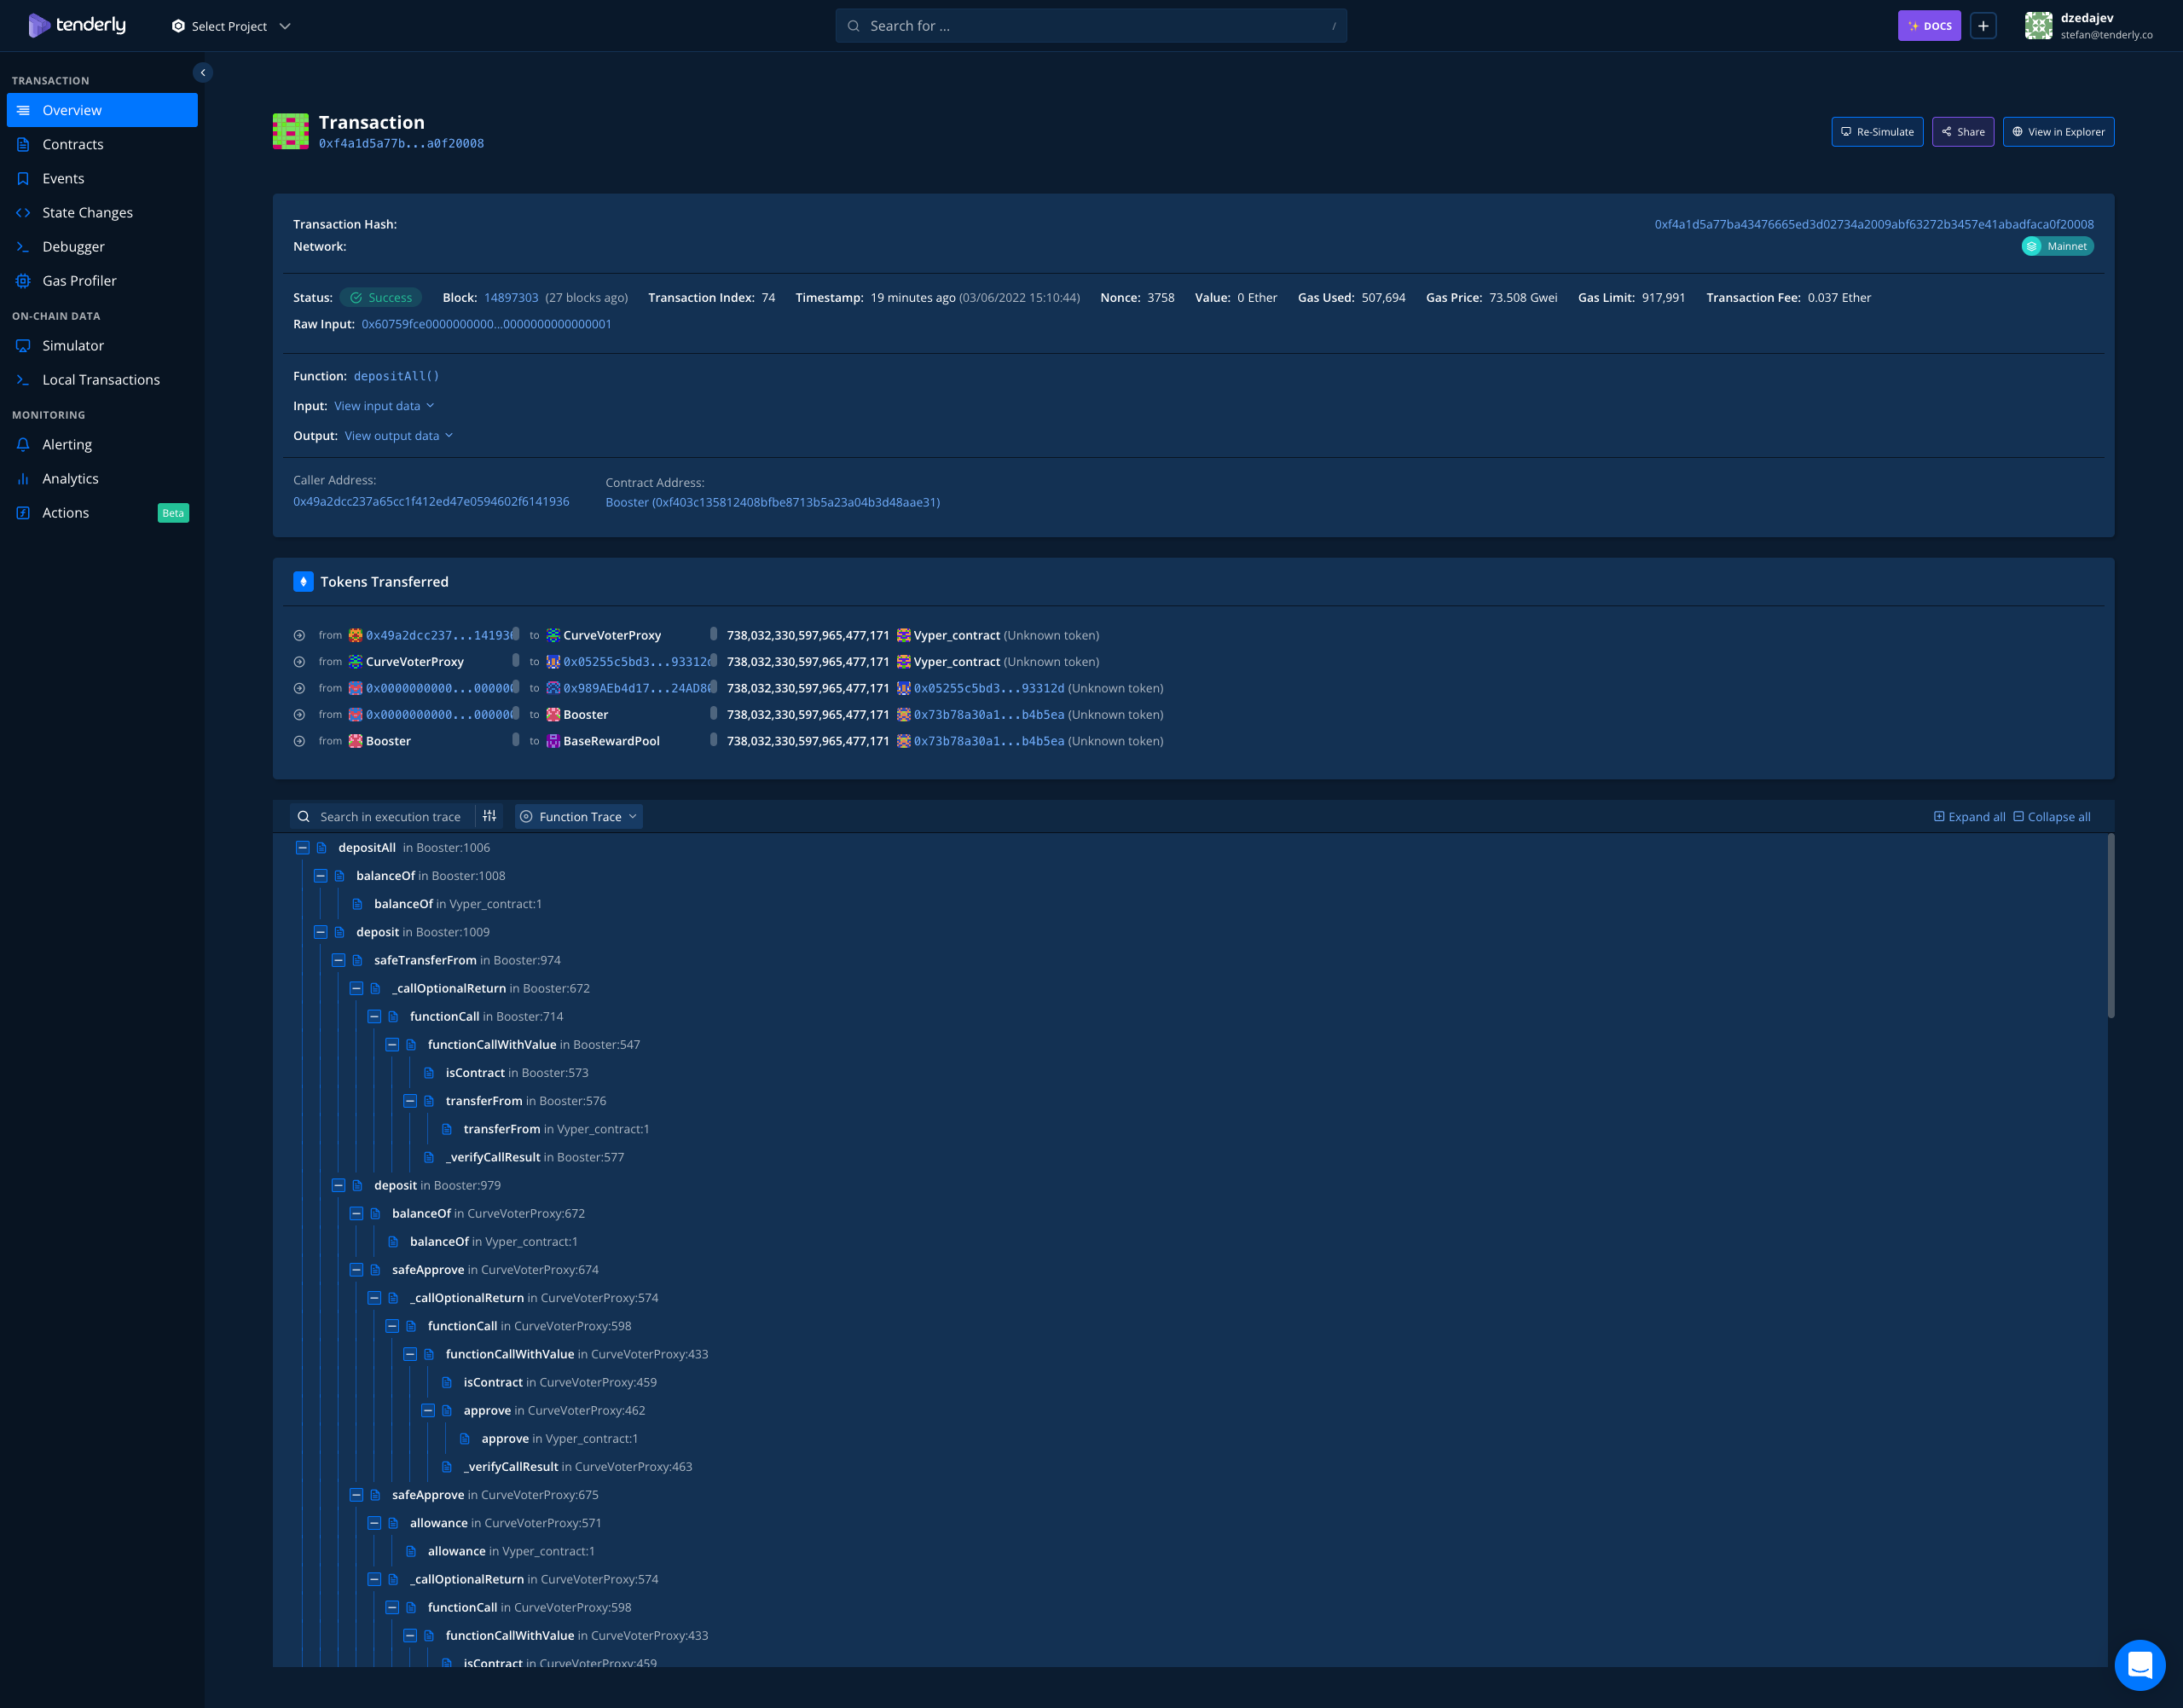 tenderly
Select Project
Search for ...
/
DOCS
dzedajev
stefan@tenderly.co
TRANSACTION
Overview
Contracts
Events
State Changes
Debugger
Gas Profiler
ON-CHAIN DATA
Simulator
Local Transactions
MONITORING
Alerting
Analytics
Actions Beta
Transaction
0xf4a1d5a77b...a0f20008
Re-Simulate Share View in Explorer
Transaction Hash: 0xf4a1d5a77ba43476665ed3d02734a2009abf63272b3457e41abadfaca0f20008
Network: Mainnet
Status: Success Block: 14897303 (27 blocks ago) Transaction Index: 74 Timestamp: 19 minutes ago (03/06/2022 15:10:44) Nonce: 3758 Value: 0 Ether Gas Used: 507,694 Gas Price: 73.508 Gwei Gas Limit: 917,991 Transaction Fee: 0.037 Ether
Raw Input: 0x60759fce0000000000...0000000000000001
Function: depositAll()
Input: View input data
Output: View output data
Caller Address:
0x49a2dcc237a65cc1f412ed47e0594602f6141936
Contract Address:
Booster (0xf403c135812408bfbe8713b5a23a04b3d48aae31)
Tokens Transferred
from 0x49a2dcc237...14193 to CurveVoterProxy 738,032,330,597,965,477,171 Vyper_contract (Unknown token)
from CurveVoterProxy to 0x05255c5bd3...93312 738,032,330,597,965,477,171 Vyper_contract (Unknown token)
from 0x0000000000...00000 to 0x989AEb4d17...24AD8 738,032,330,597,965,477,171 0x05255c5bd3...93312d (Unknown token)
from 0x0000000000...00000 to Booster 738,032,330,597,965,477,171 0x73b78a30a1...b4b5ea (Unknown token)
from Booster to BaseRewardPool 738,032,330,597,965,477,171 0x73b78a30a1...b4b5ea (Unknown token)
Search in execution trace Function Trace Expand all Collapse all
depositAll in Booster:1006
balanceOf in Booster:1008
balanceOf in Vyper_contract:1
deposit in Booster:1009
safeTransferFrom in Booster:974
_callOptionalReturn in Booster:672
functionCall in Booster:714
functionCallWithValue in Booster:547
isContract in Booster:573
transferFrom in Booster:576
transferFrom in Vyper_contract:1
_verifyCallResult in Booster:577
deposit in Booster:979
balanceOf in CurveVoterProxy:672
balanceOf in Vyper_contract:1
safeApprove in CurveVoterProxy:674
_callOptionalReturn in CurveVoterProxy:574
functionCall in CurveVoterProxy:598
functionCallWithValue in CurveVoterProxy:433
isContract in CurveVoterProxy:459
approve in CurveVoterProxy:462
approve in Vyper_contract:1
_verifyCallResult in CurveVoterProxy:463
safeApprove in CurveVoterProxy:675
allowance in CurveVoterProxy:571
allowance in Vyper_contract:1
_callOptionalReturn in CurveVoterProxy:574
functionCall in CurveVoterProxy:598
functionCallWithValue in CurveVoterProxy:433
isContract in CurveVoterProxy:459